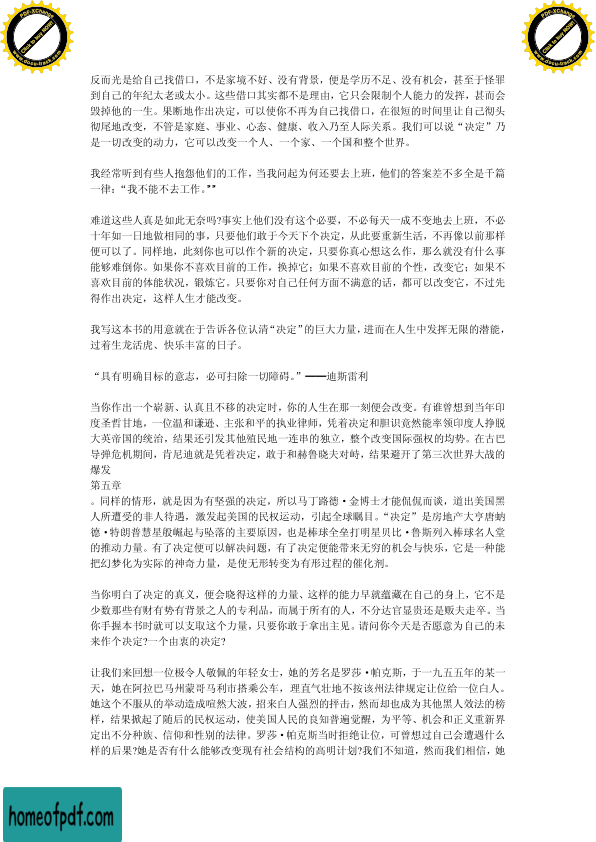 PDF-XChange
Click to buy NOW!
www.docu-track.com
PDF-XChange
Click to buy NOW!
www.docu-track.com
反而光是给自己找借口，不是家境不好、没有背景，便是学历不足、没有机会，甚至于怪罪
到自己的年纪太老或太小。这些借口其实都不是理由，它只会限制个人能力的发挥，甚而会
毁掉他的一生。果断地作出决定，可以使你不再为自己找借口，在很短的时间里让自己彻头
彻尾地改变，不管是家庭、事业、心态、健康、收入乃至人际关系。我们可以说“决定”乃
是一切改变的动力，它可以改变一个人、一个家、一个国和整个世界。
我经常听到有些人抱怨他们的工作，当我问起为何还要去上班，他们的答案差不多全是千篇
一律：“我不能不去工作。””
难道这些人真是如此无奈吗?事实上他们没有这个必要，不必每天一成不变地去上班，不必
十年如一日地做相同的事，只要他们敢于今天下个决定，从此要重新生活，不再像以前那样
便可以了。同样地，此刻你也可以作个新的决定，只要你真心想这么作，那么就没有什么事
能够难倒你。如果你不喜欢目前的工作，换掉它；如果不喜欢目前的个性，改变它；如果不
喜欢目前的体能状况，锻炼它。只要你对自己任何方面不满意的话，都可以改变它，不过先
得作出决定，这样人生才能改变。
我写这本书的用意就在于告诉各位认清“决定”的巨大力量，进而在人生中发挥无限的潜能，
过着生龙活虎、快乐丰富的日子。
“具有明确目标的意志，必可扫除一切障碍。”——迪斯雷利
当你作出一个崭新、认真且不移的决定时，你的人生在那一刻便会改变。有谁曾想到当年印
度圣哲甘地，一位温和谦逊、主张和平的执业律师，凭着决定和胆识竟然能率领印度人挣脱
大英帝国的统治，结果还引发其他殖民地一连串的独立，整个改变国际强权的均势。在古巴
导弹危机期间，肯尼迪就是凭着决定，敢于和赫鲁晓夫对峙，结果避开了第三次世界大战的
爆发
第五章
。同样的情形，就是因为有坚强的决定，所以马丁路德·金博士才能侃侃而谈，道出美国黑
人所遭受的非人待遇，激发起美国的民权运动，引起全球瞩目。“决定”是房地产大亨唐纳
德·特朗普慧星般崛起与坠落的主要原因，也是棒球全垒打明星贝比·鲁斯列入棒球名人堂
的推动力量。有了决定便可以解决问题，有了决定便能带来无穷的机会与快乐，它是一种能
把幻梦化为实际的神奇力量，是使无形转变为有形过程的催化剂。
当你明白了决定的真义，便会晓得这样的力量、这样的能力早就蕴藏在自己的身上，它不是
少数那些有财有势有背景之人的专利品，而属于所有的人，不分达官显贵还是贩夫走卒。当
你手握本书时就可以支取这个力量，只要你敢于拿出主见。请问你今天是否愿意为自己的未
来作个决定?一个由衷的决定?
让我们来回想一位极令人敬佩的年轻女士，她的芳名是罗莎·帕克斯，于一九五五年的某一
天，她在阿拉巴马州蒙哥马利市搭乘公车，理直气壮地不按该州法律规定让位给一位白人。
她这个不服从的举动造成喧然大波，招来白人强烈的抨击，然而却也成为其他黑人效法的榜
样，结果掀起了随后的民权运动，使美国人民的良知普遍觉醒，为平等、机会和正义重新界
定出不分种族、信仰和性别的法律。罗莎·帕克斯当时拒绝让位，可曾想过自己会遭遇什么
样的后果?她是否有什么能够改变现有社会结构的高明计划?我们不知道，然而我们相信，她
homeofpdf.com